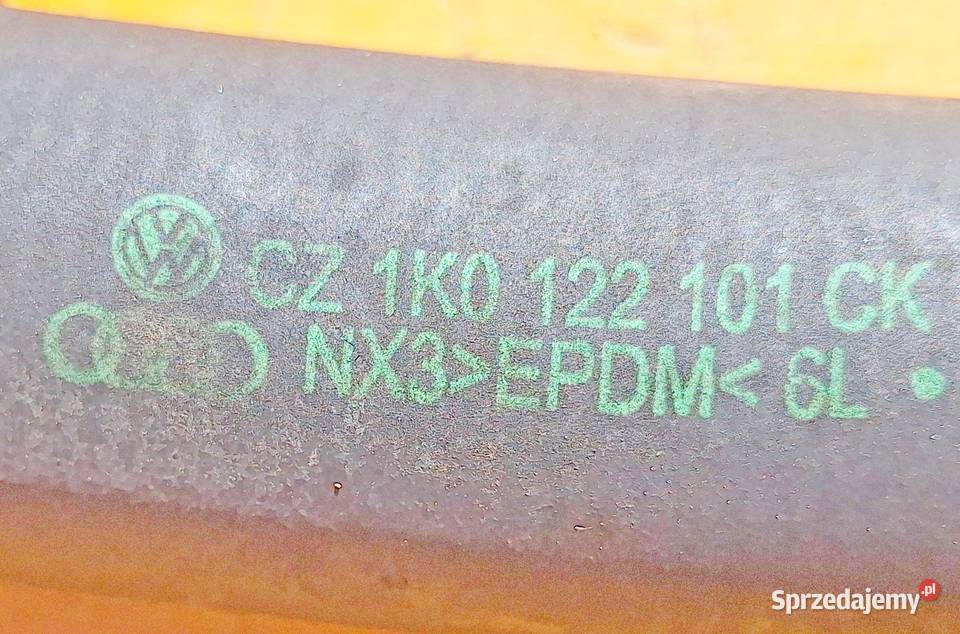 CZ 1K0 122 101 CK
NX3>EPDM< 6L
Sprzedajemy.pl